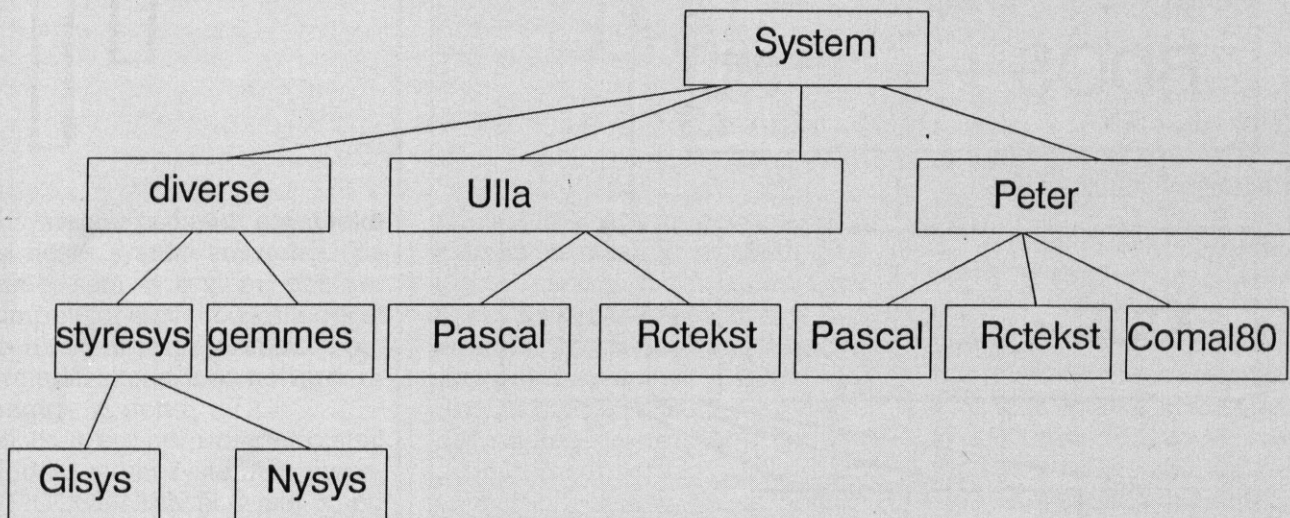 System
diverse
Ulla
Peter
styresys
gemmes
Pascal
Rctekst
Pascal
Rctekst
Comal80
Glsys
Nysys